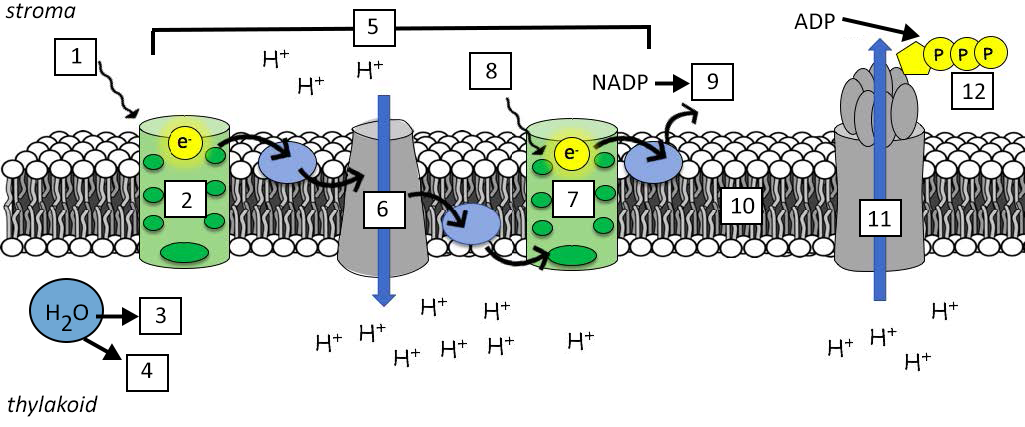 stroma
5
ADP
1
H⁺
H⁺
H⁺
8
NADP
9
P P P
12
e⁻
e⁻
2
6
7
10
11
H₂O
3
4
H⁺
H⁺
H⁺
H⁺
H⁺
H⁺
H⁺
H⁺
H⁺
H⁺
H⁺
H⁺
thylakoid